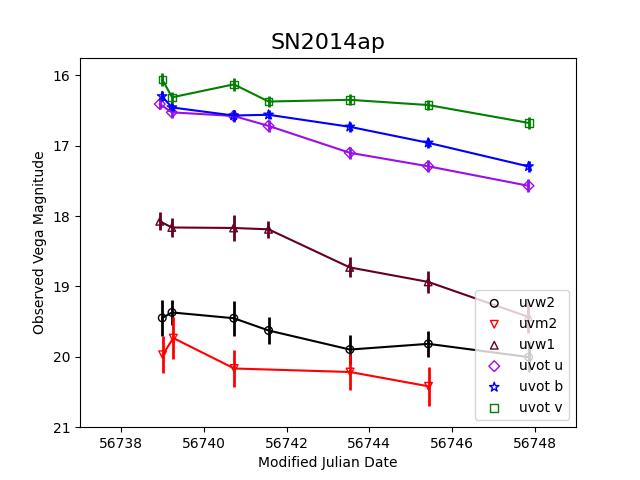 SN2014ap
Observed Vega Magnitude
16
17
18
19
20
21
uvw2
uvm2
uvw1
uvot u
uvot b
uvot v
56738 56740 56742 56744 56746 56748
Modified Julian Date